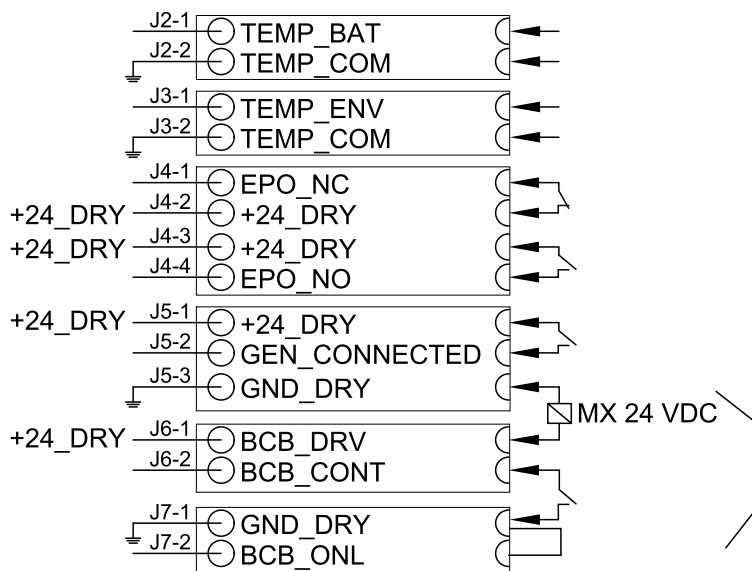 J2-1 TEMP_BAT
J2-2 TEMP_COM
J3-1 TEMP_ENV
J3-2 TEMP_COM
J4-1 EPO_NC
+24_DRY J4-2 +24_DRY
+24_DRY J4-3 +24_DRY
J4-4 EPO_NO
+24_DRY J5-1 +24_DRY
J5-2 GEN_CONNECTED
J5-3 GND_DRY
MX 24 VDC
+24_DRY J6-1 BCB_DRV
J6-2 BCB_CONT
J7-1 GND_DRY
J7-2 BCB_ONL